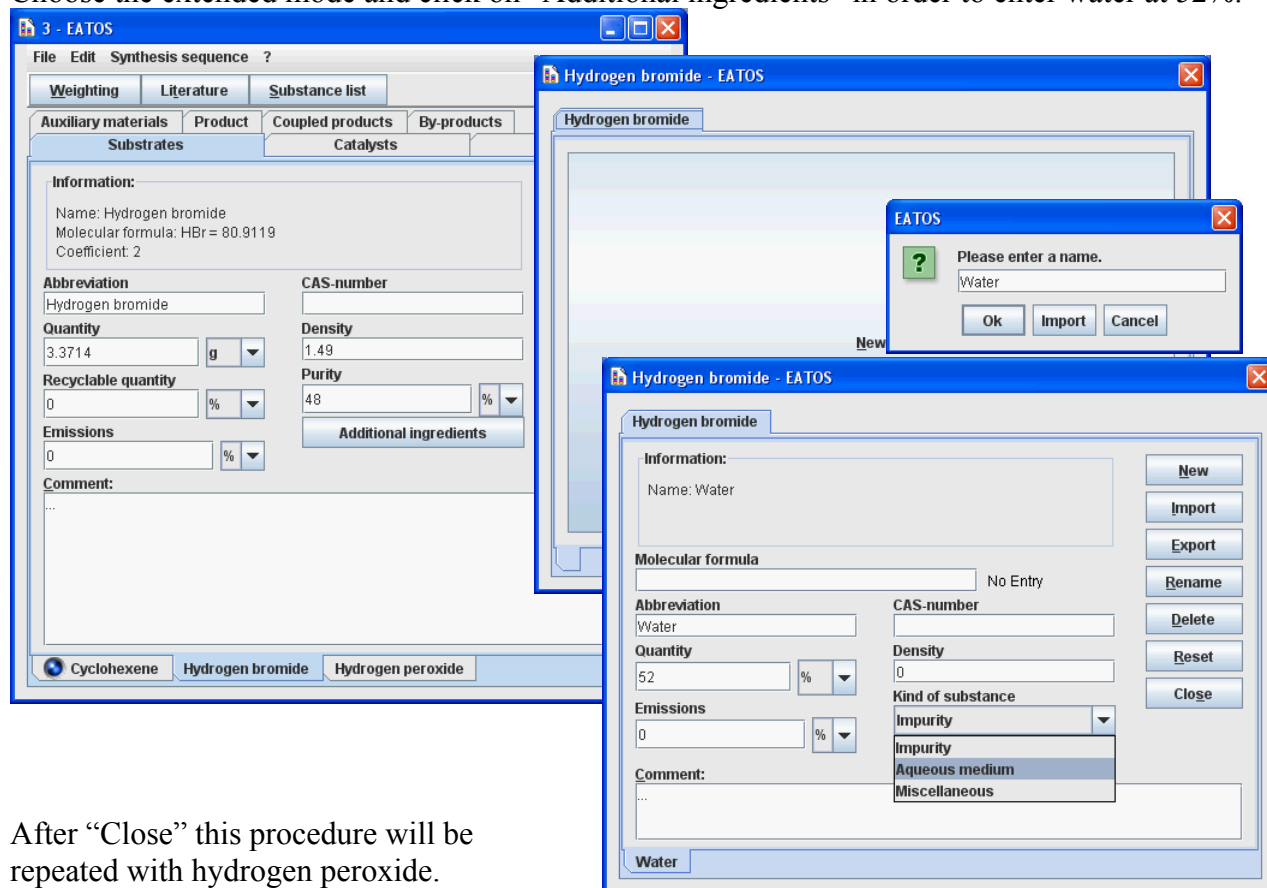 Choose the extended mode and click on "Additional ingredients" in order to enter water at 52%.
3 - EATOS
File Edit Synthesis sequence ?
Weighting Literature Substance list
Auxiliary materials Product Coupled products By-products
Substrates Catalysts
Information:
Name: Hydrogen bromide
Molecular formula: HBr = 80.9119
Coefficient: 2
Abbreviation CAS-number
Hydrogen bromide
Quantity Density
3.3714 g 1.49
Recyclable quantity Purity
0 % 48 %
Emissions Additional ingredients
0 %
Comment:
...
Cyclohexene Hydrogen bromide Hydrogen peroxide
Hydrogen bromide - EATOS
Hydrogen bromide
New
EATOS
? Please enter a name.
Water
Ok Import Cancel
Hydrogen bromide - EATOS
Hydrogen bromide
Information:
Name: Water
Molecular formula
No Entry
Abbreviation CAS-number
Water
Quantity Density
52 % 0
Emissions Kind of substance
0 % Impurity
Impurity
Aqueous medium
Miscellaneous
Comment:
...
New
Import
Export
Rename
Delete
Reset
Close
Water
After “Close” this procedure will be
repeated with hydrogen peroxide.